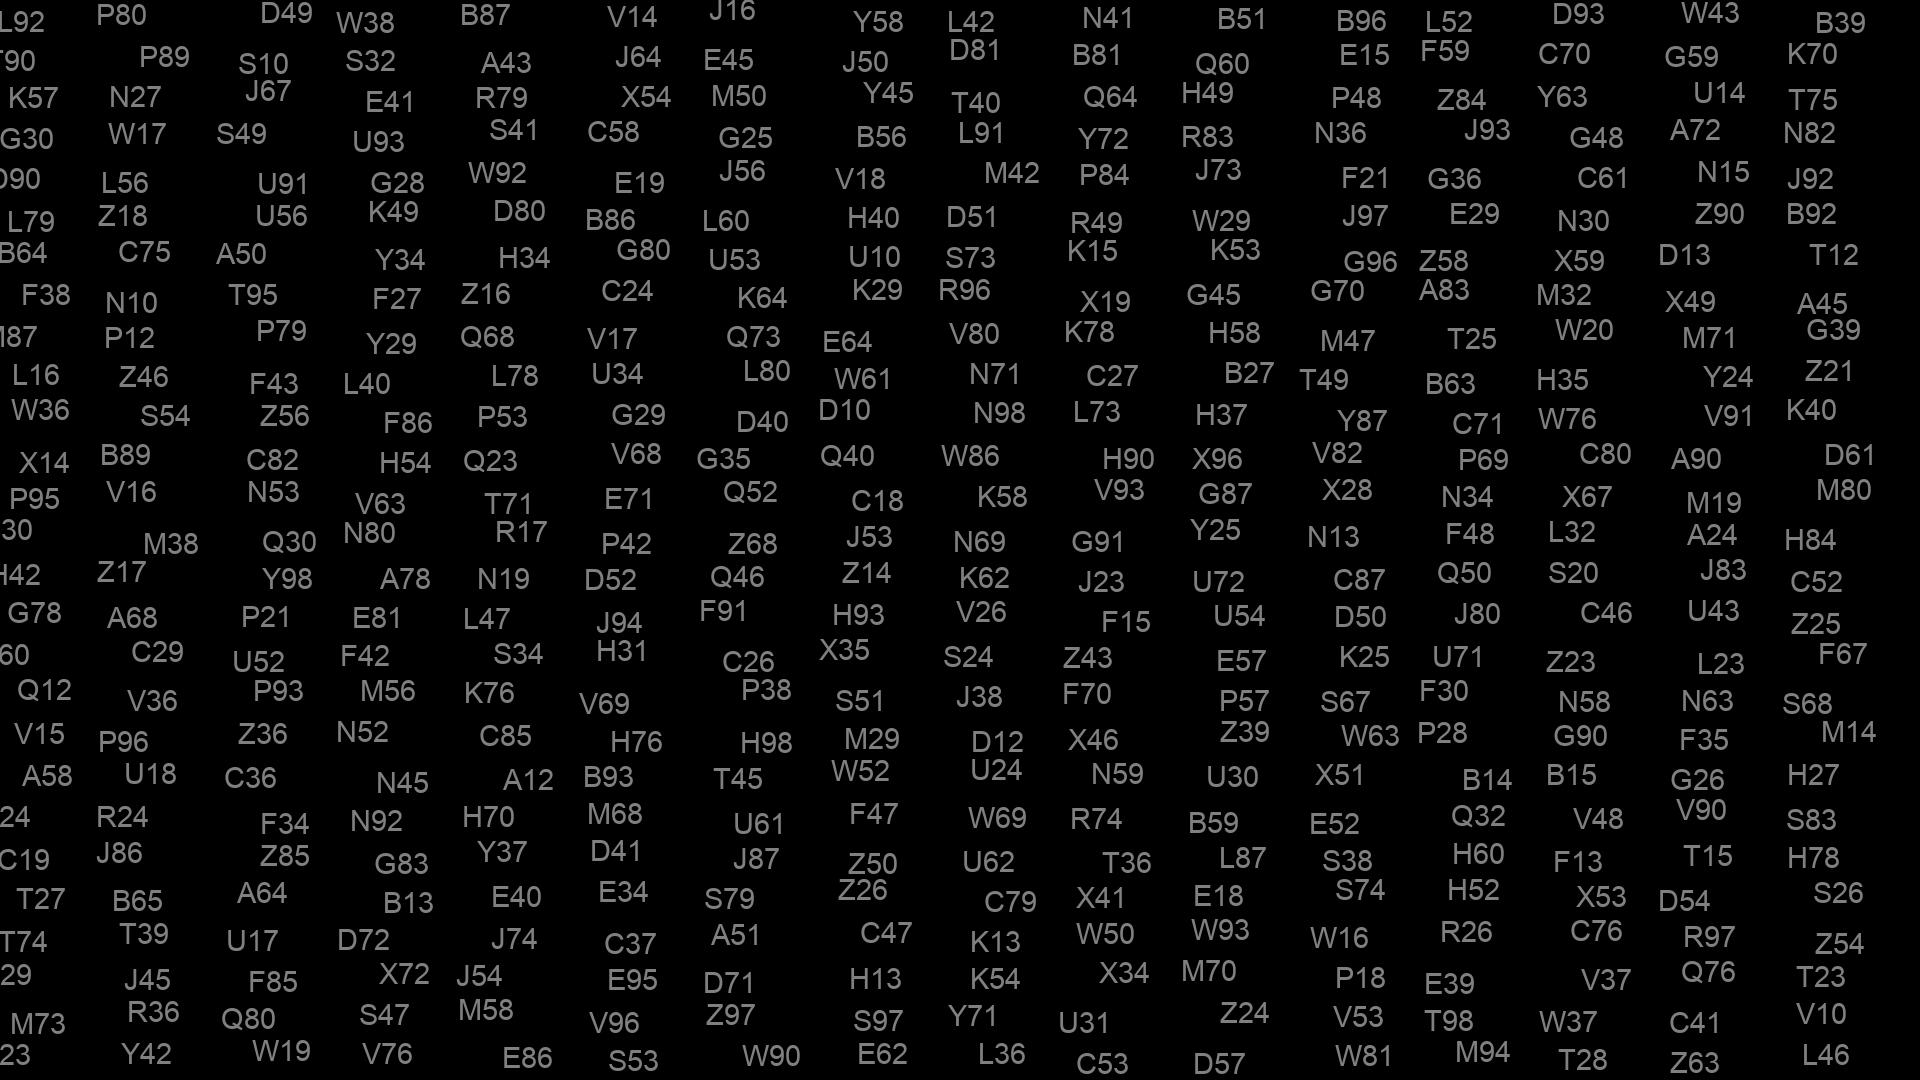 L92 P80 D49 W38 B87 V14 J16 Y58 L42 N41 B51 B96 L52 D93 W43 B39
P89 S10 S32 A43 J64 E45 J50 D81 B81 Q60 E15 F59 C70 G59 K70
K57 N27 J67 E41 R79 X54 M50 Y45 T40 Q64 H49 P48 Z84 Y63 U14 T75
G30 W17 S49 U93 S41 C58 G25 B56 L91 Y72 R83 N36 J93 G48 A72 N82
L56 U91 G28 W92 E19 J56 V18 M42 P84 J73 F21 G36 C61 N15 J92
L79 Z18 U56 K49 D80 B86 L60 H40 D51 R49 W29 J97 E29 N30 Z90 B92
B64 C75 A50 Y34 H34 G80 U53 U10 S73 K15 K53 G96 Z58 X59 D13 T12
F38 N10 T95 F27 Z16 C24 K64 K29 R96 X19 G45 G70 A83 M32 X49 A45
M87 P12 P79 Y29 Q68 V17 Q73 E64 V80 K78 H58 M47 T25 W20 M71 G39
L16 Z46 F43 L40 L78 U34 L80 W61 N71 C27 B27 T49 B63 H35 Y24 Z21
W36 S54 Z56 F86 P53 G29 D40 D10 N98 L73 H37 Y87 C71 W76 V91 K40
X14 B89 C82 H54 Q23 V68 G35 Q40 W86 H90 X96 V82 P69 C80 A90 D61
P95 V16 N53 V63 T71 E71 Q52 C18 K58 V93 G87 X28 N34 X67 M19 M80
30 M38 Q30 N80 R17 P42 Z68 J53 N69 G91 Y25 N13 F48 L32 A24 H84
H42 Z17 Y98 A78 N19 D52 Q46 Z14 K62 J23 U72 C87 Q50 S20 J83 C52
G78 A68 P21 E81 L47 J94 F91 H93 V26 F15 U54 D50 J80 C46 U43 Z25
60 C29 U52 F42 S34 H31 C26 X35 S24 Z43 E57 K25 U71 Z23 L23 F67
Q12 V36 P93 M56 K76 V69 P38 S51 J38 F70 P57 S67 F30 N58 N63 S68
V15 P96 Z36 N52 C85 H76 H98 M29 D12 X46 Z39 W63 P28 G90 F35 M14
A58 U18 C36 N45 A12 B93 T45 W52 U24 N59 U30 X51 B14 B15 G26 H27
24 R24 F34 N92 H70 M68 U61 F47 W69 R74 B59 E52 Q32 V48 V90 S83
C19 J86 Z85 G83 Y37 D41 J87 Z50 U62 T36 L87 S38 H60 F13 T15 H78
T27 B65 A64 B13 E40 E34 S79 Z26 C79 X41 E18 S74 H52 X53 D54 S26
T74 T39 U17 D72 J74 C37 A51 C47 K13 W50 W93 W16 R26 C76 R97 Z54
29 J45 F85 X72 J54 E95 D71 H13 K54 X34 M70 P18 E39 V37 Q76 T23
M73 R36 Q80 S47 M58 V96 Z97 S97 Y71 U31 Z24 V53 T98 W37 C41 V10
23 Y42 W19 V76 E86 S53 W90 E62 L36 C53 D57 W81 M94 T28 Z63 L46